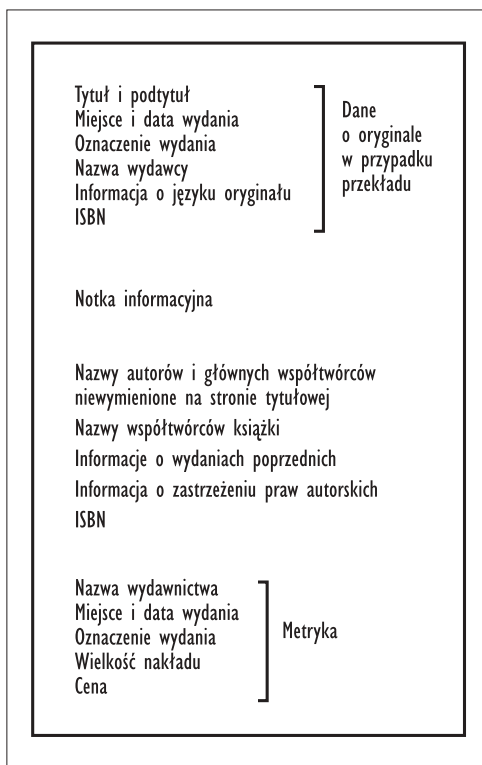 Tytuł i podtytuł
Miejsce i data wydania
Oznaczenie wydania
Nazwa wydawcy
Informacja o języku oryginału
ISBN
Dane
o oryginale
w przypadku
przekładu
Notka informacyjna
Nazwy autorów i głównych współtwórców
niewymienione na stronie tytułowej
Nazwy współtwórców książki
Informacje o wydaniach poprzednich
Informacja o zastrzeżeniu praw autorskich
ISBN
Nazwa wydawnictwa
Miejsce i data wydania
Oznaczenie wydania
Wielkość nakładu
Cena
Metryka